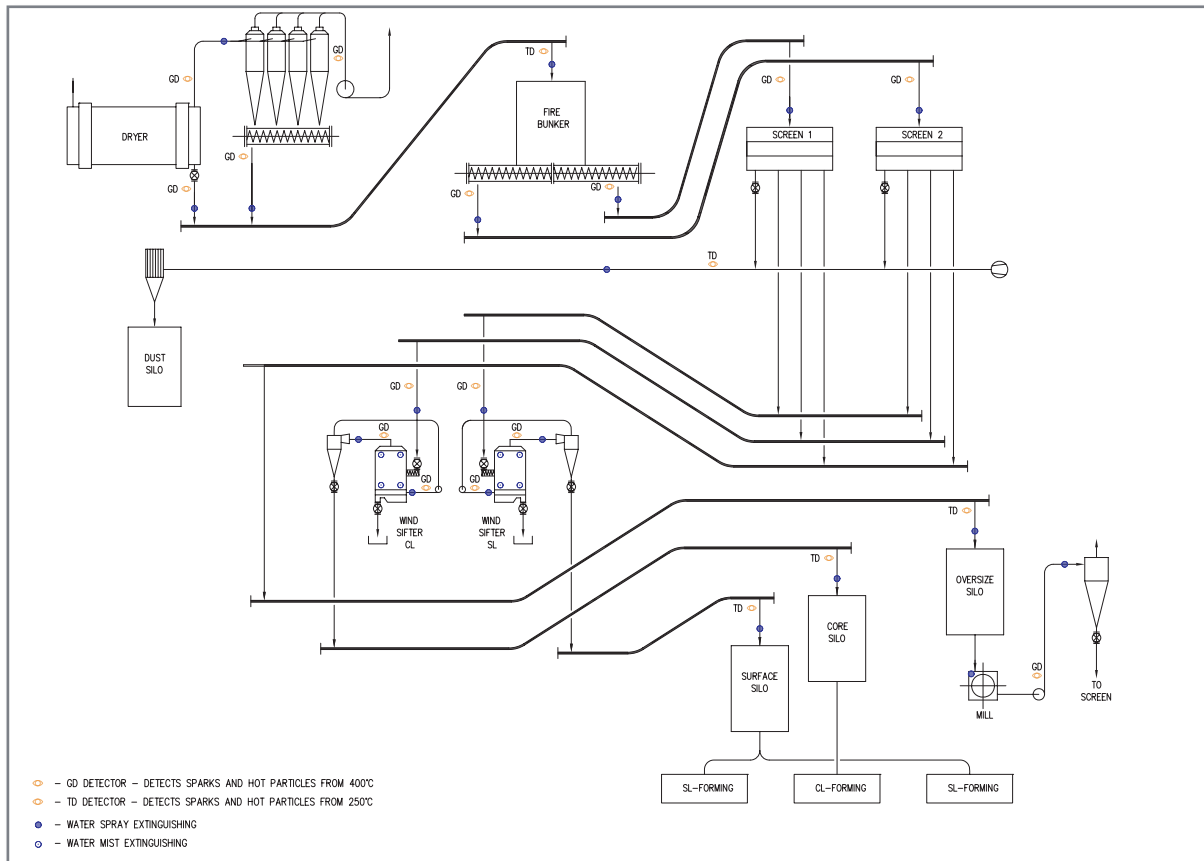 GD
GD
TD
GD
GD
DRYER
FIRE
BUNKER
SCREEN 1
SCREEN 2
GD
GD
GD
GD
TD
DUST
SILO
GD
GD
GD
GD
GD
GD
WIND
SIFTER
CL
WIND
SIFTER
SL
TD
TD
TD
OVERSIZE
SILO
CORE
SILO
SURFACE
SILO
GD
MILL
TO
SCREEN
SL-FORMING
CL-FORMING
SL-FORMING
- GD DETECTOR - DETECTS SPARKS AND HOT PARTICLES FROM 400°C
- TD DETECTOR - DETECTS SPARKS AND HOT PARTICLES FROM 250°C
- WATER SPRAY EXTINGUISHING
- WATER MIST EXTINGUISHING